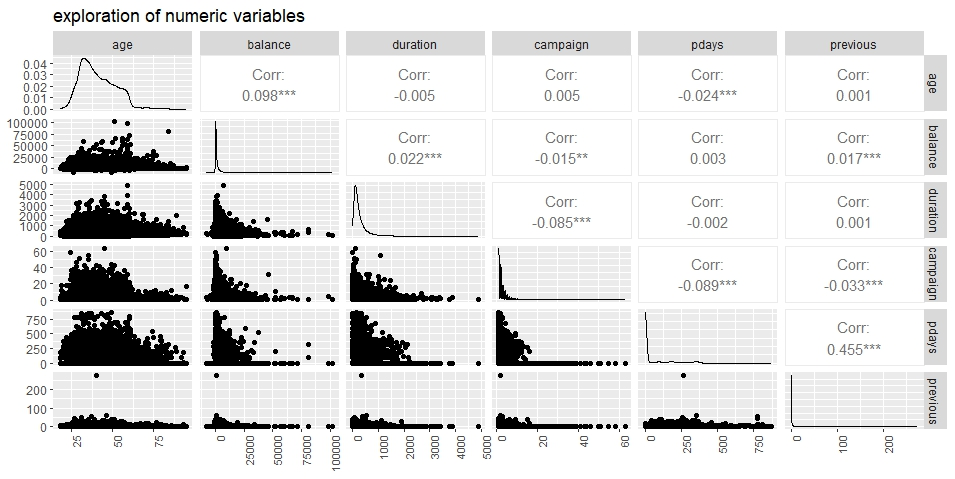 exploration of numeric variables
age balance duration campaign pdays previous
0.04
0.03
0.02
0.01
0.00
Corr: Corr: Corr: Corr: Corr:
0.098*** -0.005 0.005 -0.024*** 0.001
age
100000
75000
50000
25000
0
Corr: Corr: Corr: Corr:
0.022*** -0.015** 0.003 0.017***
balance
5000
4000
3000
2000
1000
0
Corr: Corr: Corr:
-0.085*** -0.002 0.001
duration
60
40
20
0
Corr: Corr:
-0.089*** -0.033***
campaign
750
500
250
0
Corr:
0.455***
pdays
200
100
0
previous
25 50 75 0 25000 50000 75000 100000 0 1000 2000 3000 4000 5000 0 20 40 60 0 250 500 750 0 100 200